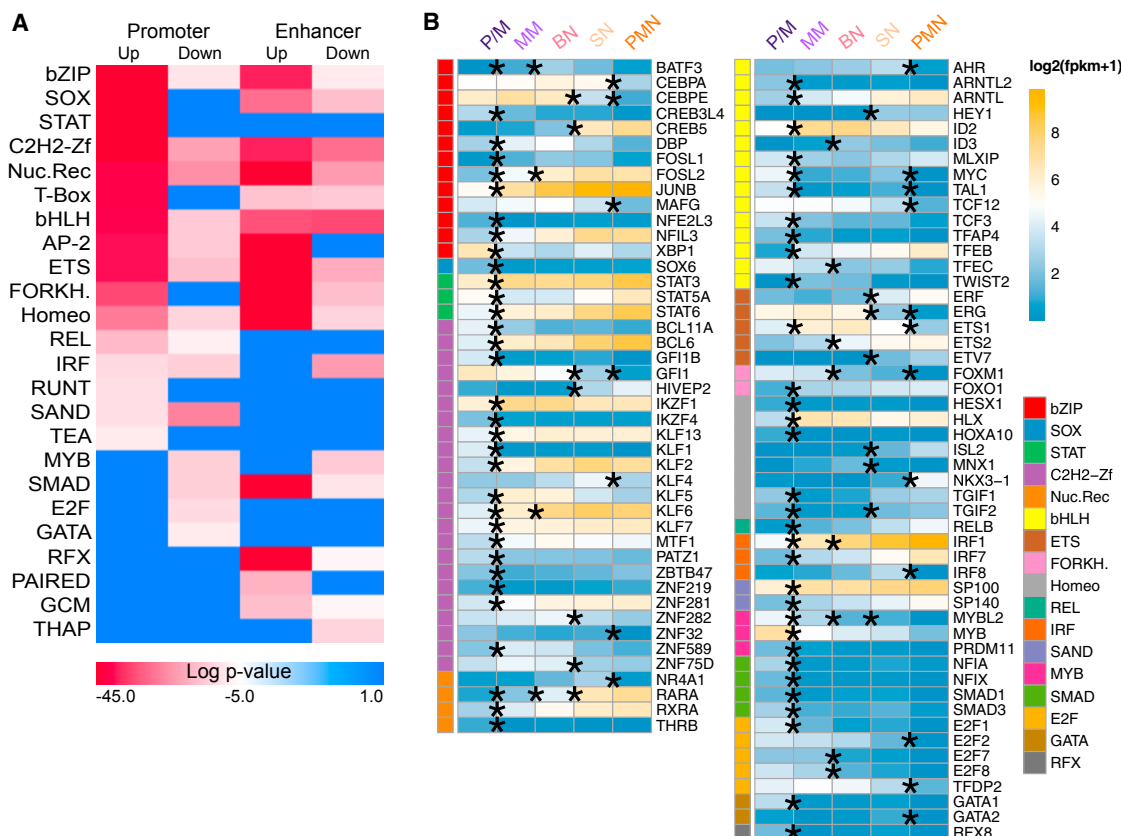 A
Promoter
Enhancer
Up
Down
Up
Down
bZIP
SOX
STAT
C2H2-Zf
Nuc.Rec
T-Box
bHLH
AP-2
ETS
FORKH.
Homeo
REL
IRF
RUNT
SAND
TEA
MYB
SMAD
E2F
GATA
RFX
PAIRED
GCM
THAP
Log p-value
-45.0
-5.0
1.0
B
P/M
MM
BN
SN
PMN
BATF3
CEBPA
CEBPE
CREB3L4
CREB5
DBP
FOSL1
FOSL2
JUNB
MAFG
NFE2L3
NFIL3
XBP1
SOX6
STAT3
STAT5A
STAT6
BCL11A
BCL6
GFI1B
GFI1
HIVEP2
IKZF1
IKZF4
KLF13
KLF1
KLF2
KLF4
KLF5
KLF6
KLF7
MTF1
PATZ1
ZBTB47
ZNF219
ZNF281
ZNF282
ZNF32
ZNF589
ZNF75D
NR4A1
RARA
RXRA
THRB
P/M
MM
BN
SN
PMN
AHR
ARNTL2
ARNTL
HEY1
ID2
ID3
MLXIP
MYC
TAL1
TCF12
TCF3
TFAP4
TFEB
TFEC
TWIST2
ERF
ERG
ETS1
ETS2
ETV7
FOXM1
FOXO1
HESX1
HLX
HOXA10
ISL2
MNX1
NKX3-1
TGIF1
TGIF2
RELB
IRF1
IRF7
IRF8
SP100
SP140
MYBL2
MYB
PRDM11
NFIA
NFIX
SMAD1
SMAD3
E2F1
E2F2
E2F7
E2F8
TFDP2
GATA1
GATA2
RFX8
log2(fpkm+1)
8
6
4
2
bZIP
SOX
STAT
C2H2-Zf
Nuc.Rec
bHLH
ETS
FORKH.
Homeo
REL
IRF
SAND
MYB
SMAD
E2F
GATA
RFX